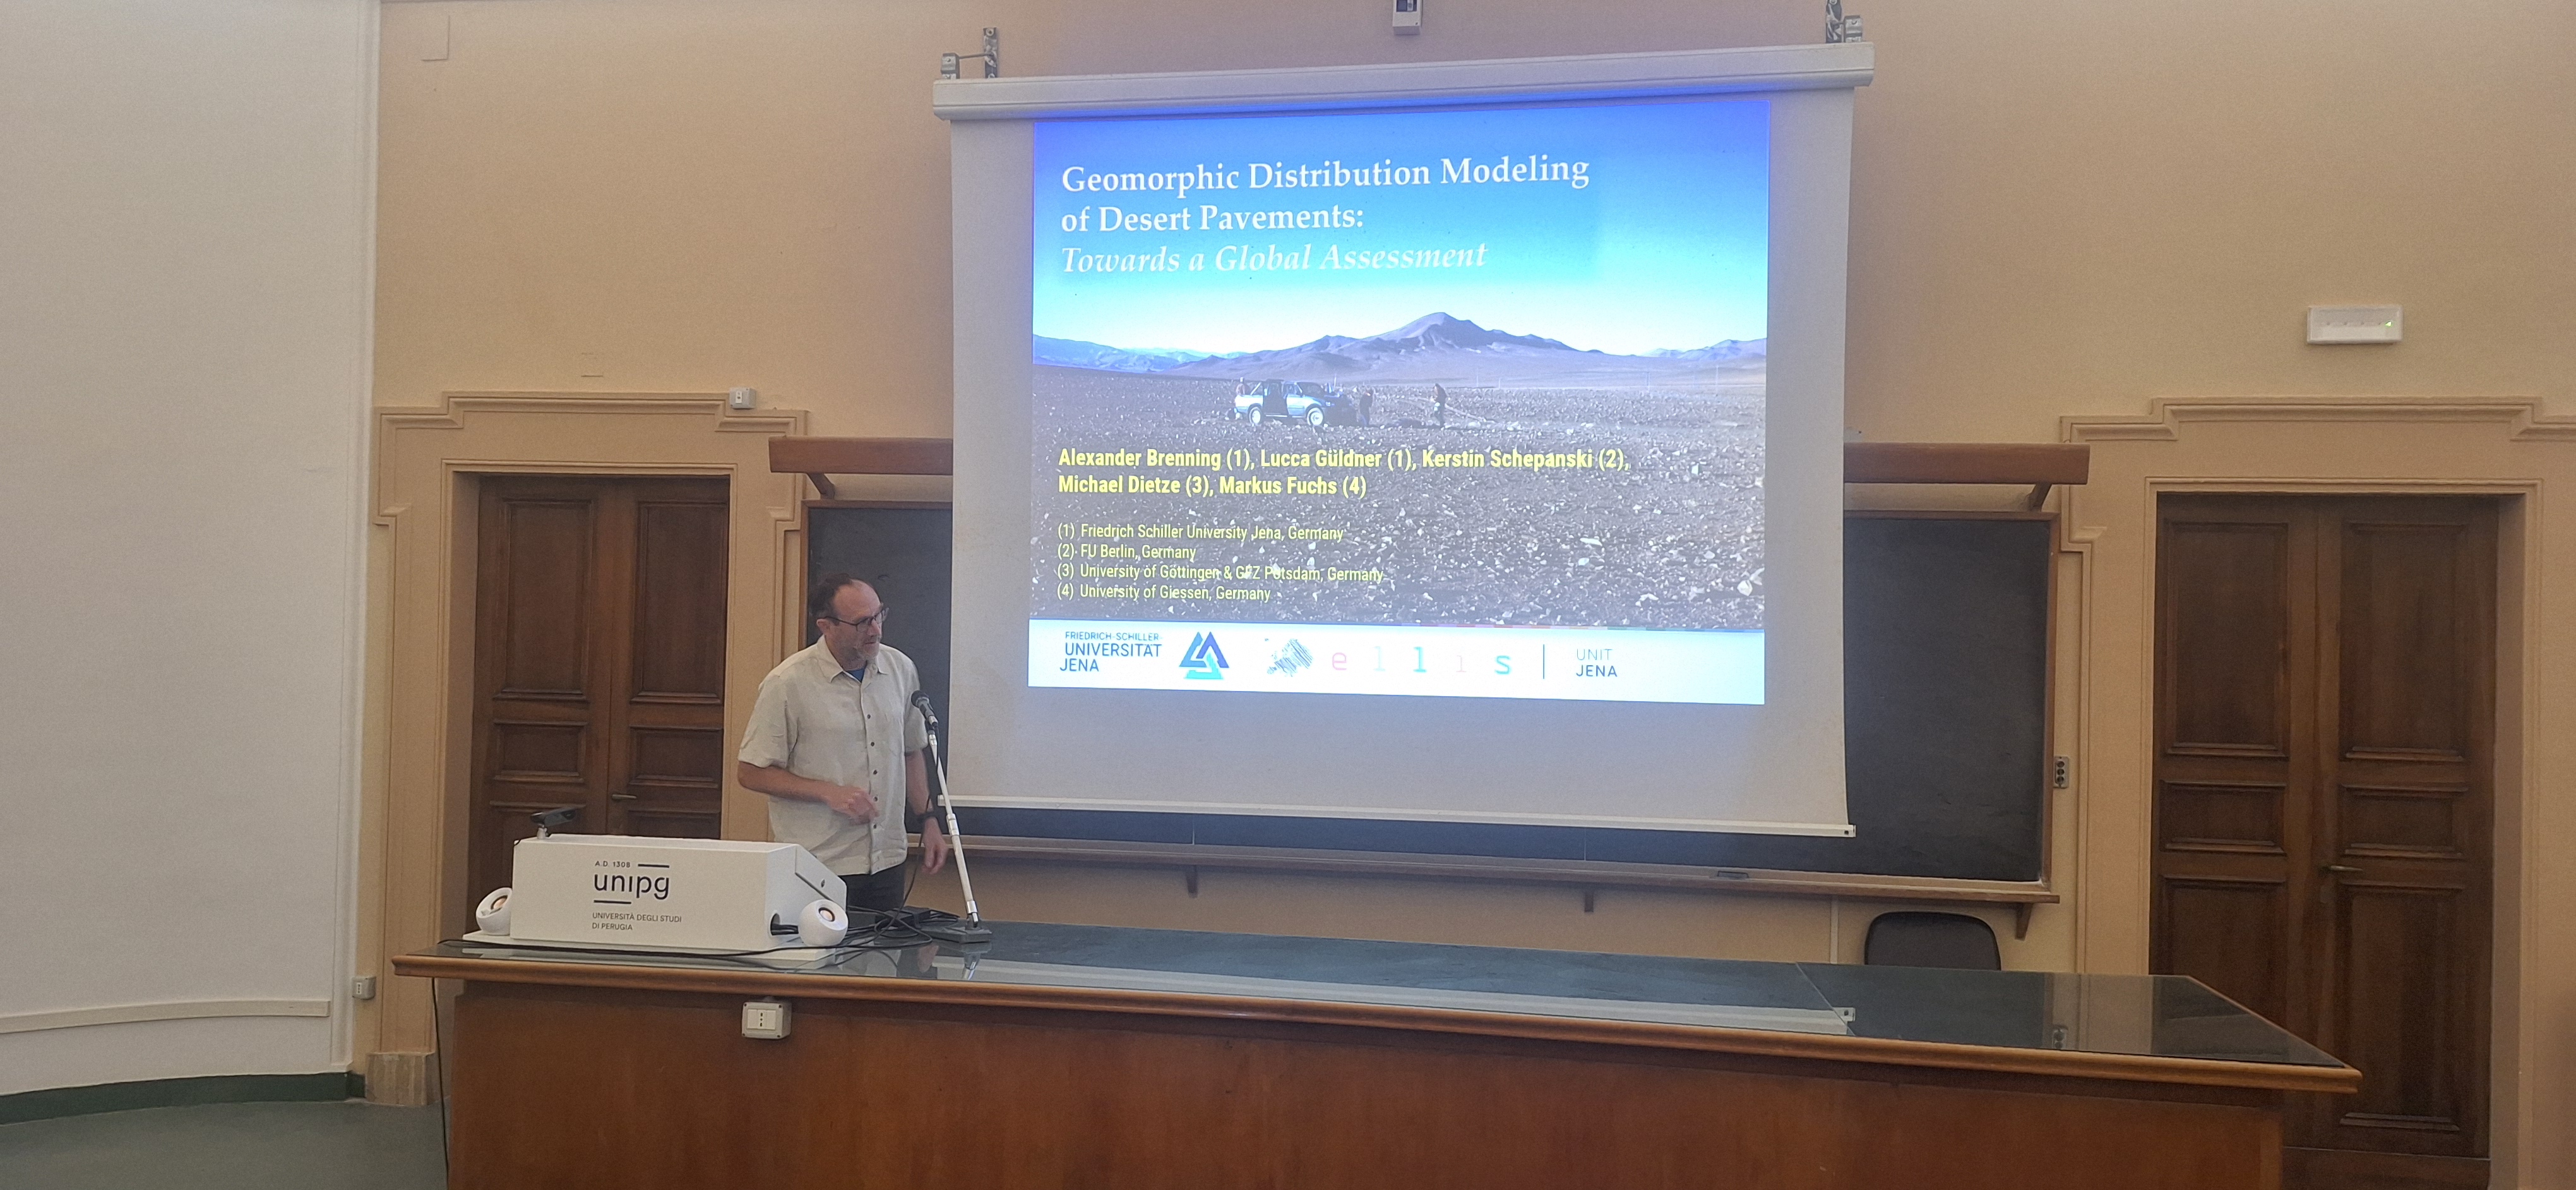 Geomorphic Distribution Modeling
of Desert Pavements:
Towards a Global Assessment
Alexander Brenning (1), Lucca Güldner (1), Kerstin Schepanski (2),
Michael Dietze (3), Markus Fuchs (4)
(1) Friedrich Schiller University Jena, Germany
(2) FU Berlin, Germany
(3) University of Göttingen & GFZ Potsdam, Germany
(4) University of Giessen, Germany
FRIEDRICH-SCHILLER-
UNIVERSITÄT
JENA
ellis
UNIT
JENA
A.D. 1308
unipg
UNIVERSITÀ DEGLI STUDI
DI PERUGIA